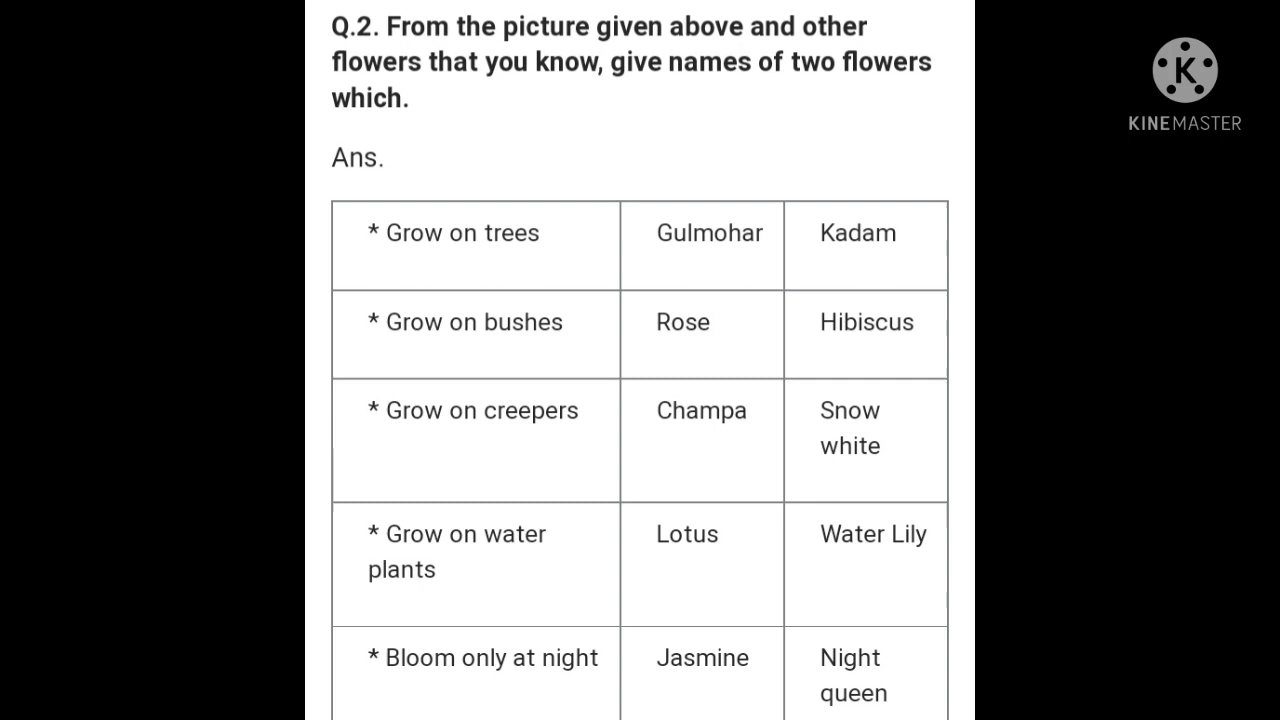 Q.2. From the picture given above and other
flowers that you know, give names of two flowers
which.
KINEMASTER
Ans.
* Grow on trees Gulmohar Kadam
* Grow on bushes Rose Hibiscus
* Grow on creepers Champa Snow
white
* Grow on water Lotus Water Lily
plants
* Bloom only at night Jasmine Night
queen